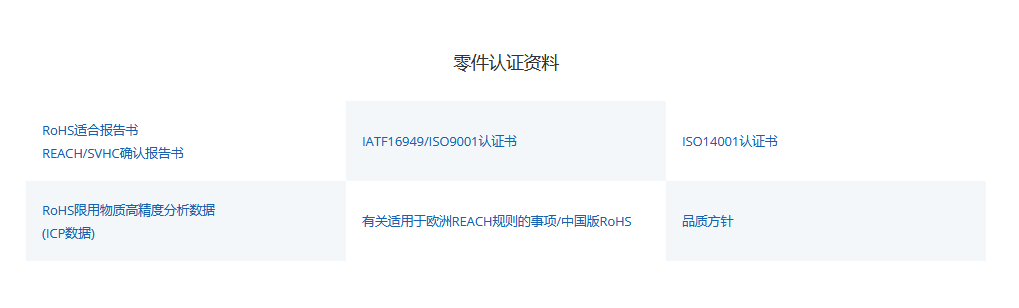 零件认证资料
RoHS适合报告书
REACH/SVHC确认报告书
IATF16949/ISO9001认证书
ISO14001认证书
RoHS限用物质高精度分析数据
(ICP数据)
有关适用于欧洲REACH规则的事项/中国版RoHS
品质方针